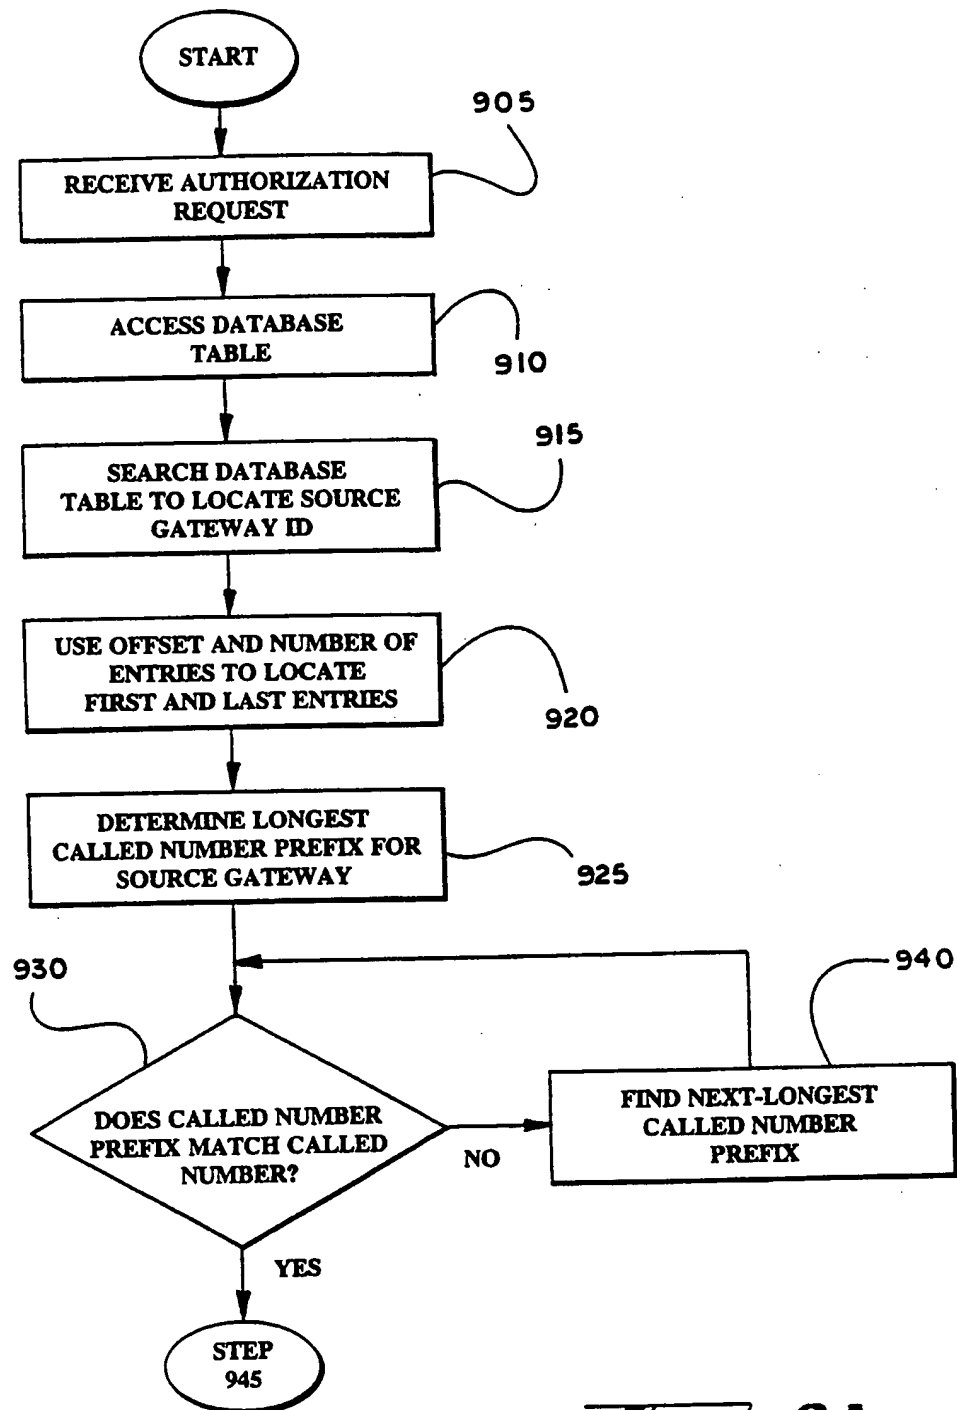 START
905
RECEIVE AUTHORIZATION
REQUEST
ACCESS DATABASE
TABLE
910
915
SEARCH DATABASE
TABLE TO LOCATE SOURCE
GATEWAY ID
USE OFFSET AND NUMBER OF
ENTRIES TO LOCATE
FIRST AND LAST ENTRIES
920
DETERMINE LONGEST
CALLED NUMBER PREFIX FOR
SOURCE GATEWAY
925
930
940
FIND NEXT-LONGEST
CALLED NUMBER
PREFIX
DOES CALLED NUMBER
PREFIX MATCH CALLED
NUMBER?
NO
YES
STEP
945